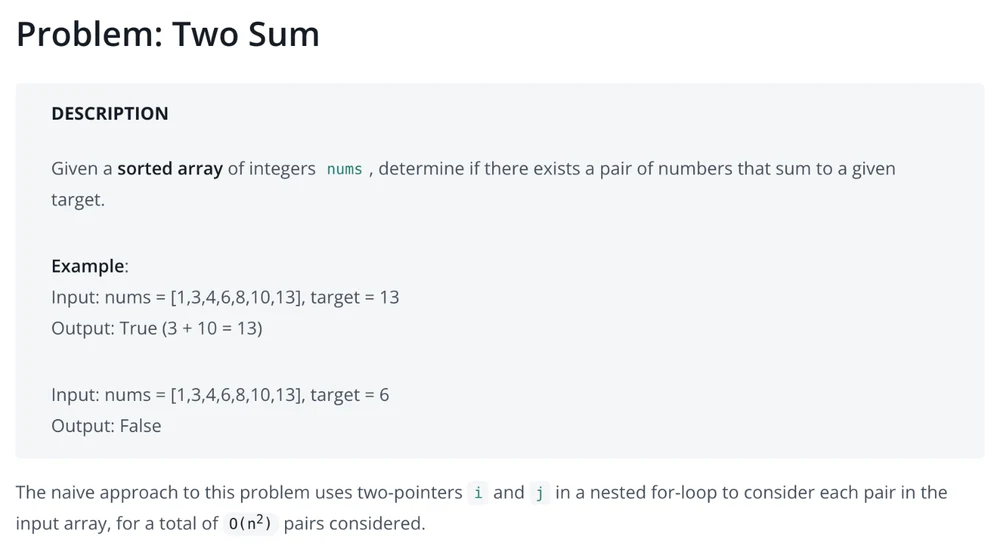 Problem: Two Sum
DESCRIPTION
Given a sorted array of integers nums , determine if there exists a pair of numbers that sum to a given
target.
Example:
Input: nums = [1,3,4,6,8,10,13], target = 13
Output: True (3 + 10 = 13)
Input: nums = [1,3,4,6,8,10,13], target = 6
Output: False
The naive approach to this problem uses two-pointers i and j in a nested for-loop to consider each pair in the
input array, for a total of O(n²) pairs considered.